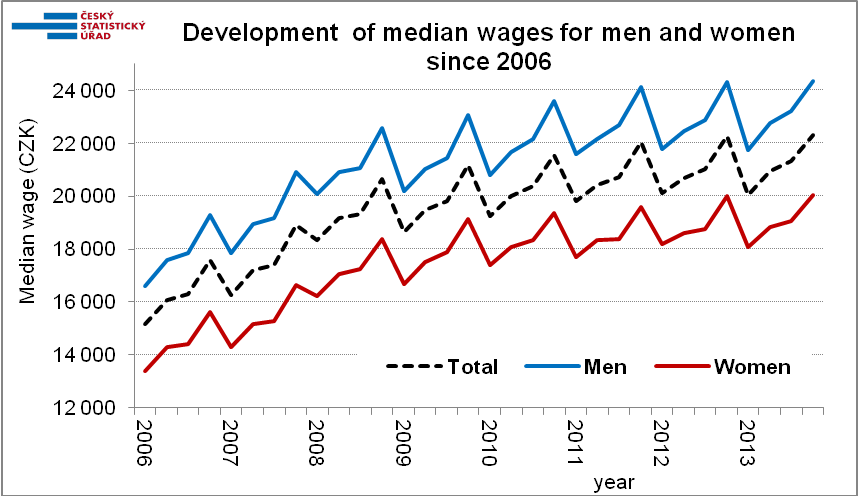 ČESKÝ
STATISTICKÝ
ÚŘAD
Development of median wages for men and women
since 2006
Median wage (CZK)
24 000
22 000
20 000
18 000
16 000
14 000
12 000
Total
Men
Women
2006
2007
2008
2009
2010
2011
2012
2013
year